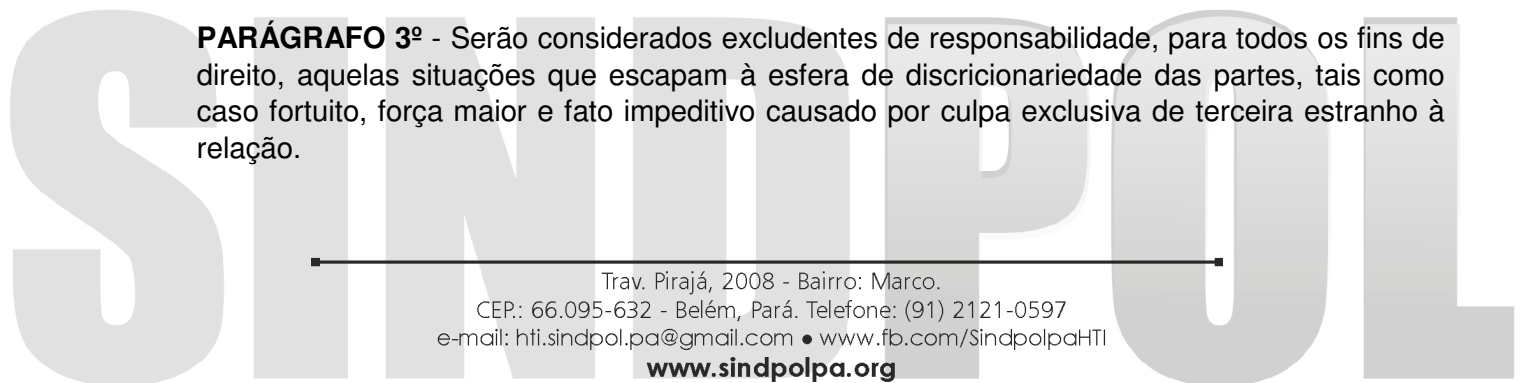 PARÁGRAFO 3º - Serão considerados excludentes de responsabilidade, para todos os fins de
direito, aquelas situações que escapam à esfera de discricionariedade das partes, tais como
caso fortuito, força maior e fato impeditivo causado por culpa exclusiva de terceira estranho à
relação.
SINDPOL
Trav. Pirajá, 2008 - Bairro: Marco.
CEP.: 66.095-632 - Belém, Pará. Telefone: (91) 2121-0597
e-mail: hti.sindpol.pa@gmail.com ● www.fb.com/SindpolpaHTI
www.sindpolpa.org